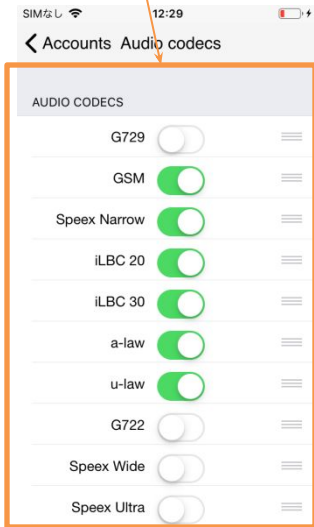 SIMなし 12:29
Accounts Audio codecs
AUDIO CODECS
G729
GSM
Speex Narrow
iLBC 20
iLBC 30
a-law
u-law
G722
Speex Wide
Speex Ultra